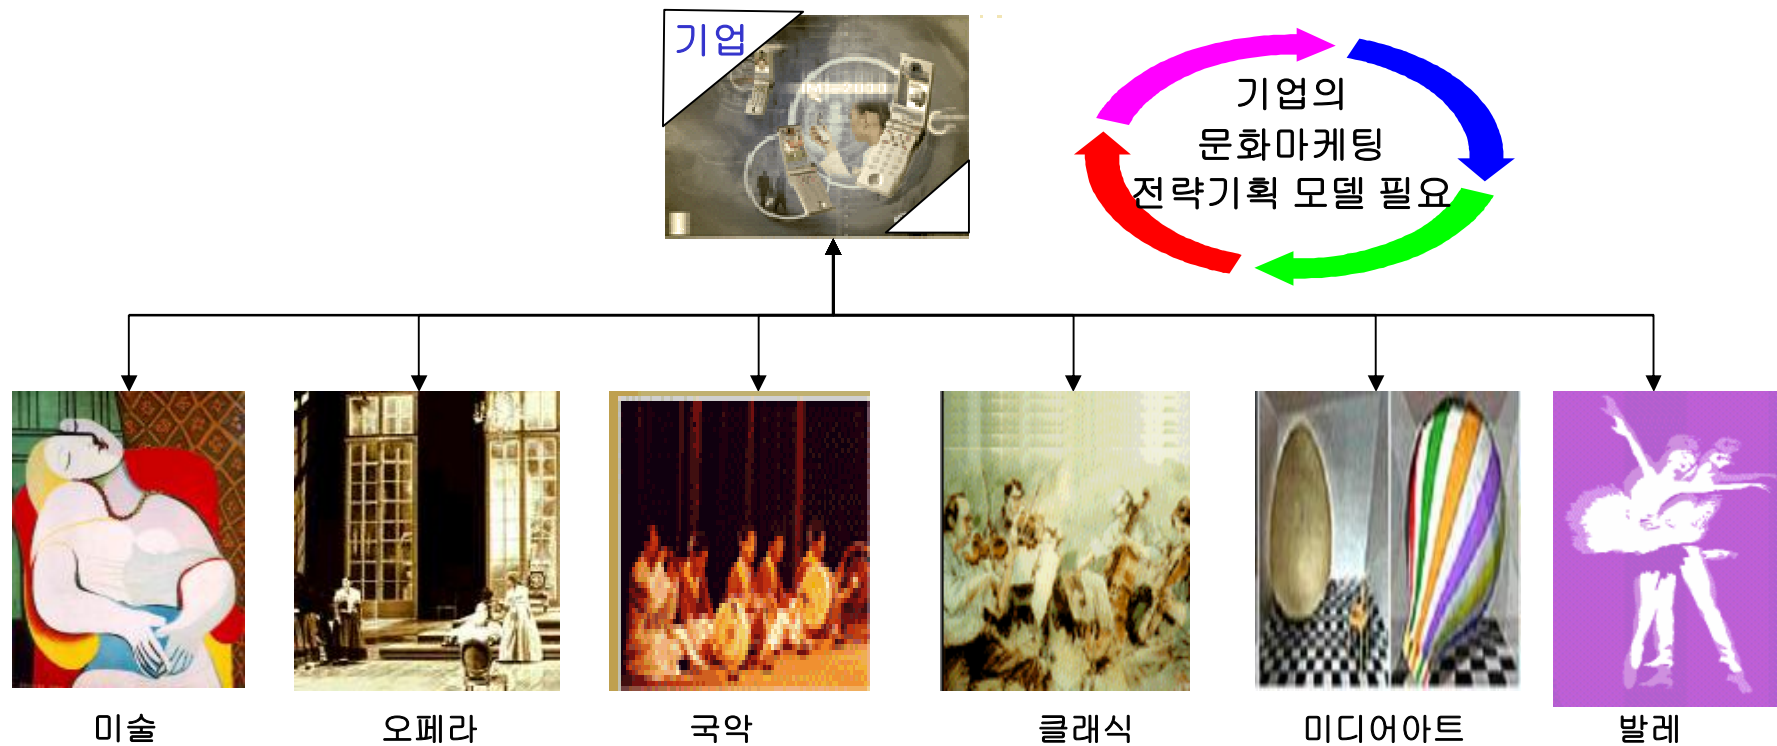 기업
기업의
문화마케팅
전략기획 모델 필요
미술
오페라
국악
클래식
미디어아트
발레